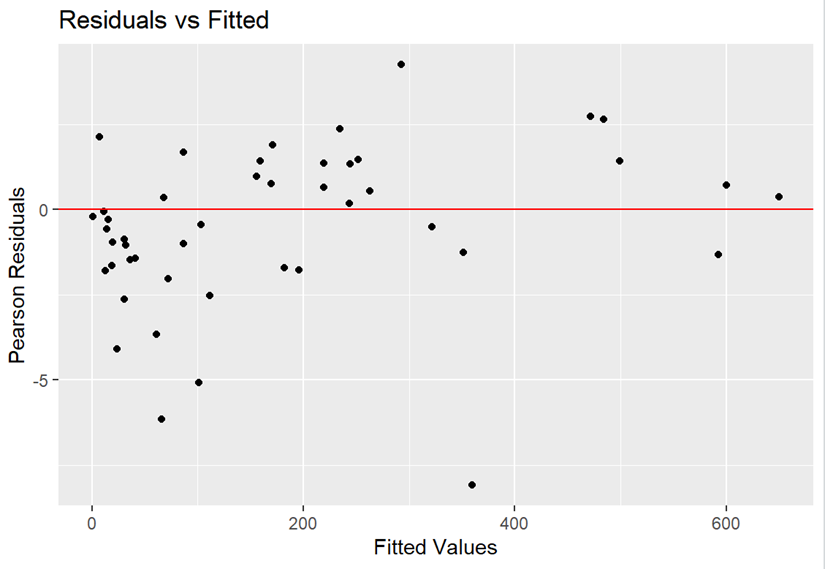 Residuals vs Fitted
Pearson Residuals
0
-5
0
200
400
600
Fitted Values